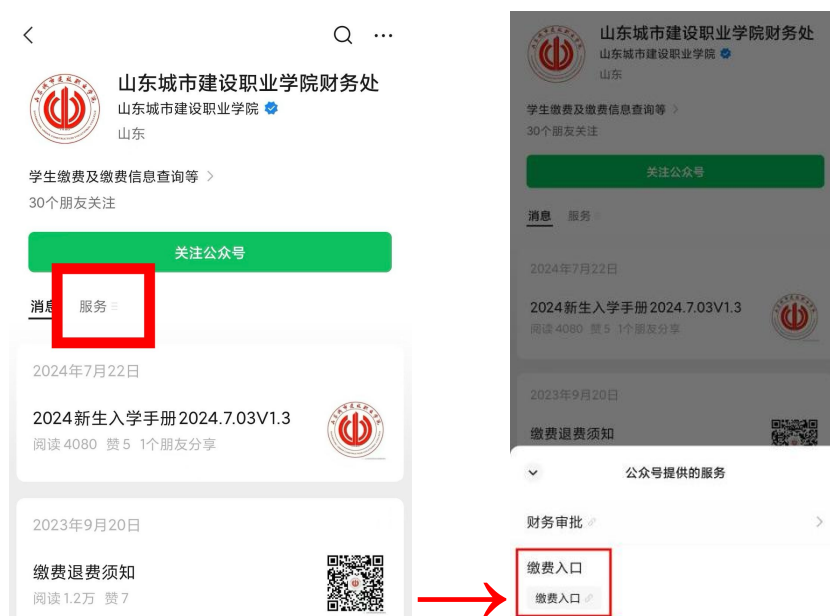 山东城市建设职业学院财务处
山东城市建设职业学院
山东
学生缴费及缴费信息查询等
30个朋友关注
关注公众号
消息 服务
2024年7月22日
2024新生入学手册2024.7.03V1.3
阅读 4080 赞 5 1个朋友分享
2023年9月20日
缴费退费须知
阅读 1.2万 赞 7
山东城市建设职业学院财务处
山东城市建设职业学院
山东
学生缴费及缴费信息查询等
30个朋友关注
关注公众号
消息 服务
2024年7月22日
2024新生入学手册2024.7.03V1.3
阅读 4080 赞 5 1个朋友分享
2023年9月20日
缴费退费须知
公众号提供的服务
财务审批
缴费入口
缴费入口